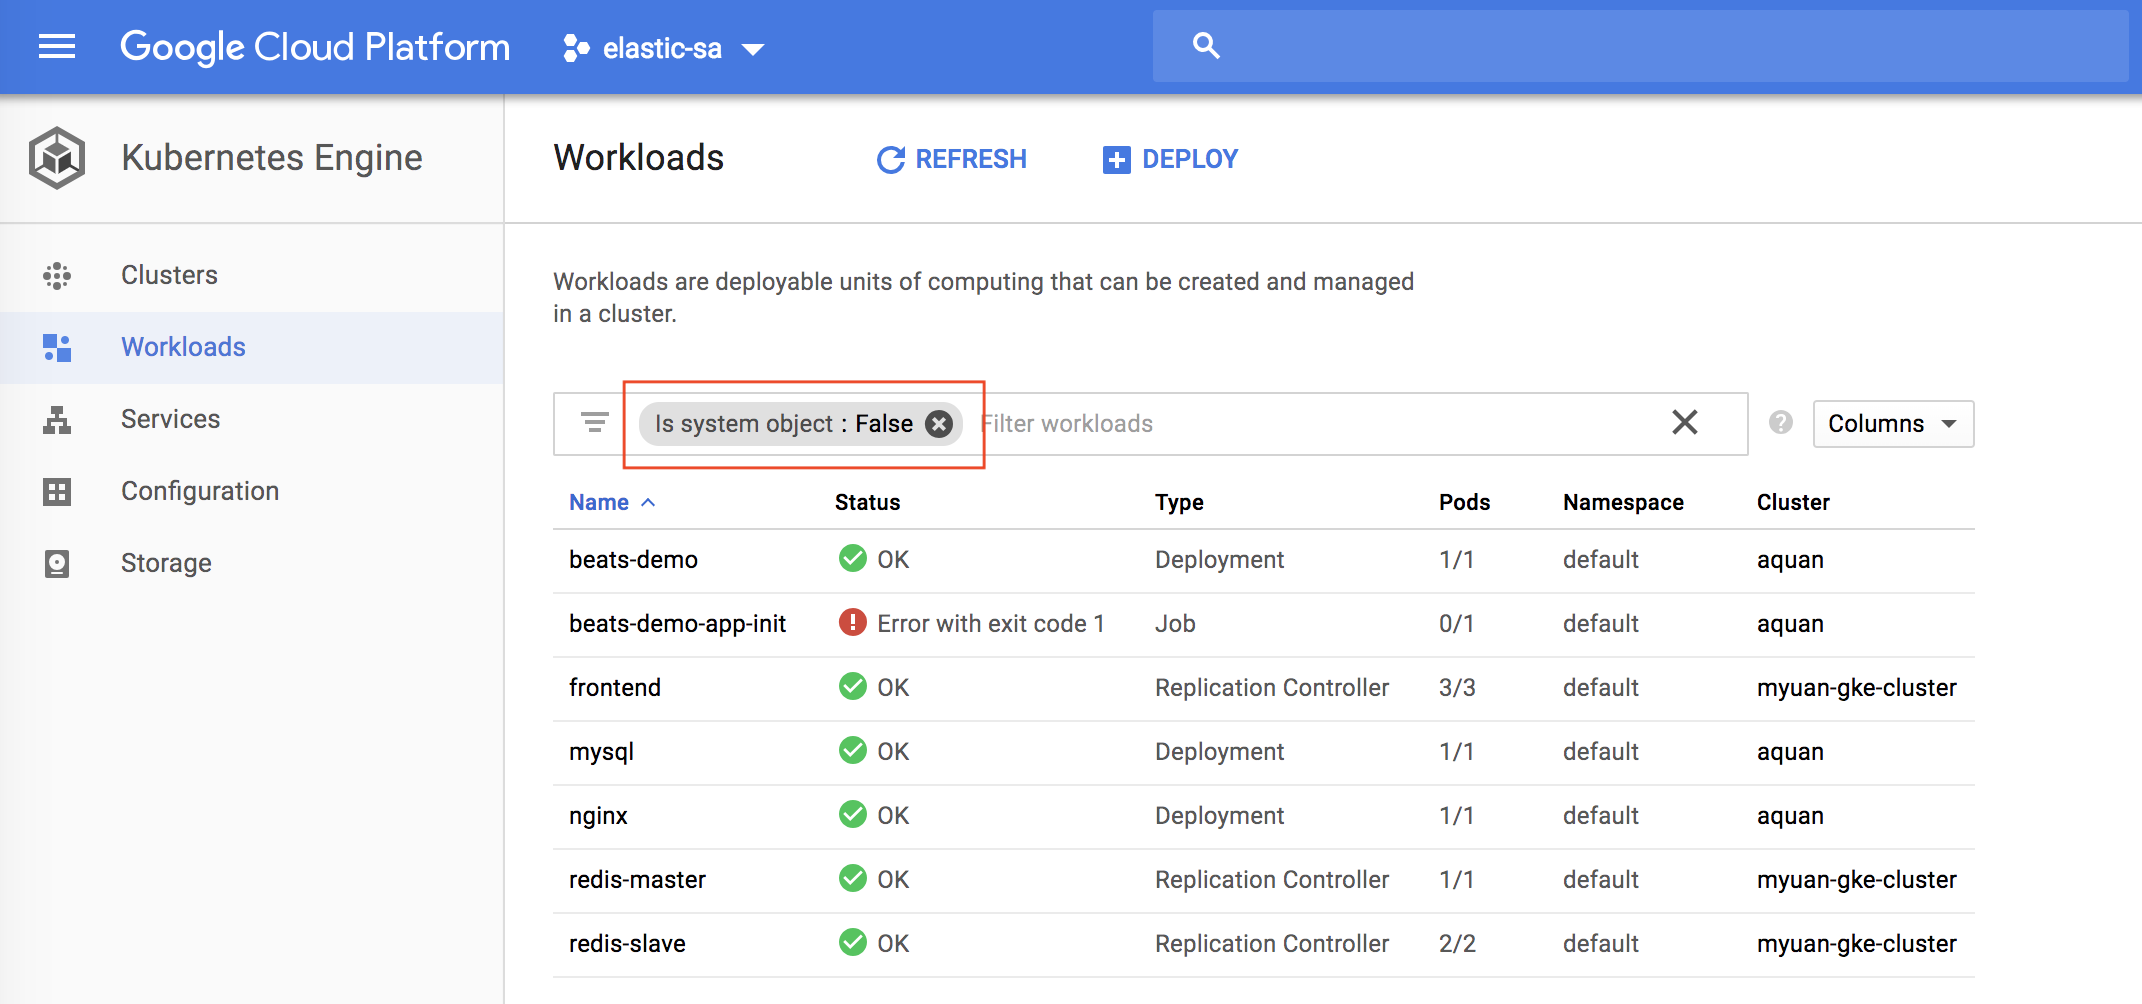 Google Cloud Platform elastic-sa
Kubernetes Engine
Workloads REFRESH DEPLOY
Clusters
Workloads
Services
Configuration
Storage
Workloads are deployable units of computing that can be created and managed
in a cluster.
Is system object : False Filter workloads Columns
Name Status Type Pods Namespace Cluster
beats-demo OK Deployment 1/1 default aquan
beats-demo-app-init Error with exit code 1 Job 0/1 default aquan
frontend OK Replication Controller 3/3 default myuan-gke-cluster
mysql OK Deployment 1/1 default aquan
nginx OK Deployment 1/1 default aquan
redis-master OK Replication Controller 1/1 default myuan-gke-cluster
redis-slave OK Replication Controller 2/2 default myuan-gke-cluster